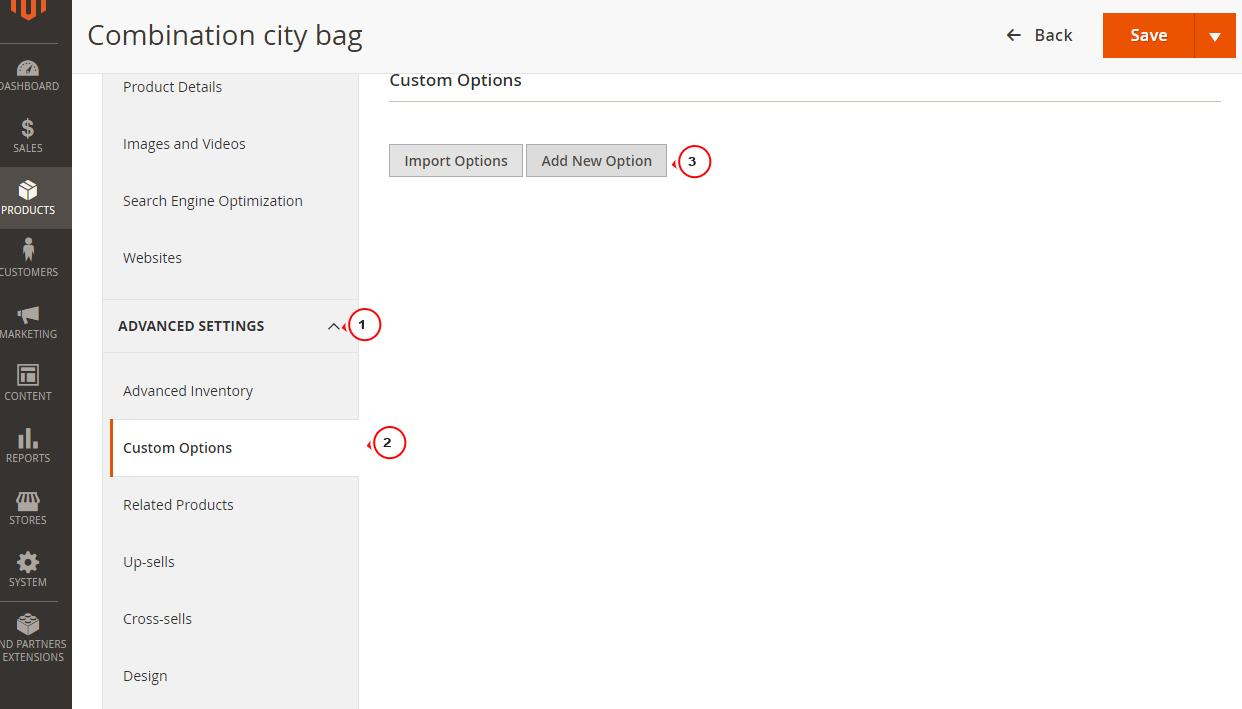 Combination city bag
Back
Save
DASHBOARD
SALES
PRODUCTS
CUSTOMERS
MARKETING
CONTENT
REPORTS
STORES
SYSTEM
ND PARTNERS
EXTENSIONS
Product Details
Images and Videos
Search Engine Optimization
Websites
ADVANCED SETTINGS
1
Advanced Inventory
Custom Options
2
Related Products
Up-sells
Cross-sells
Design
Custom Options
Import Options
Add New Option
3